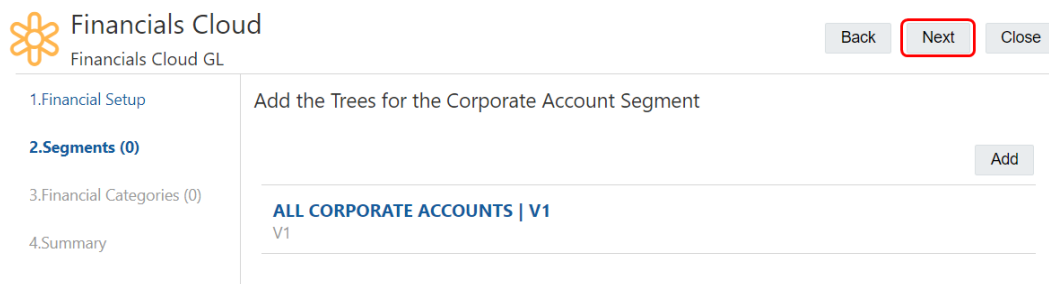 Financials Cloud
Financials Cloud GL
Back
Next
Close
1.Financial Setup
2.Segments (0)
3.Financial Categories (0)
4.Summary
Add the Trees for the Corporate Account Segment
Add
ALL CORPORATE ACCOUNTS | V1
V1